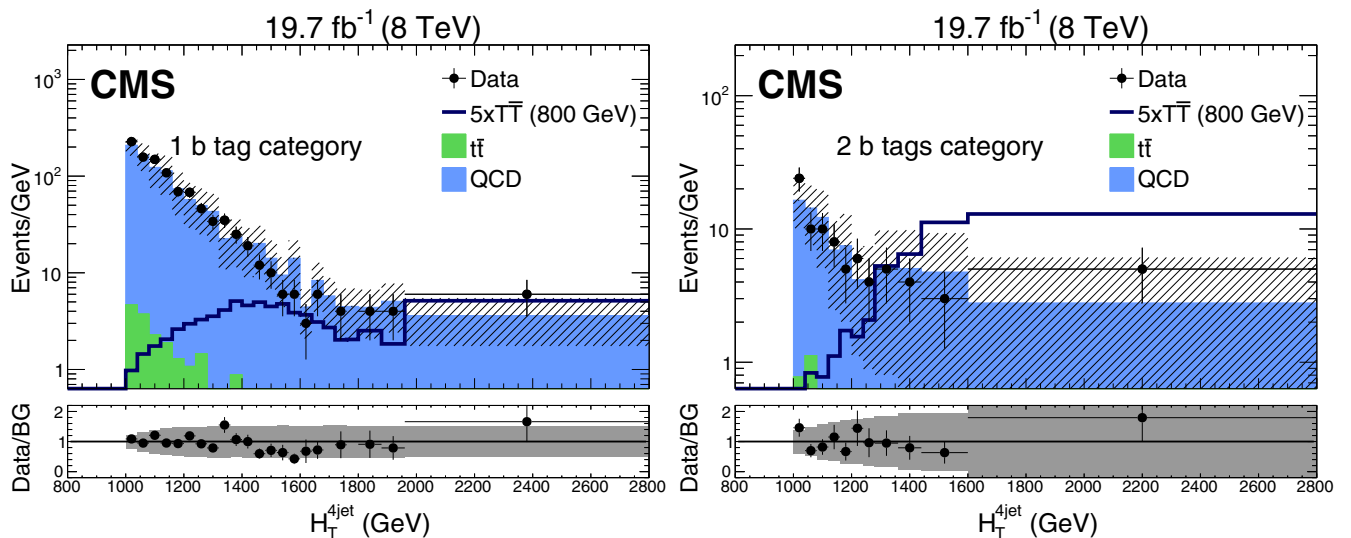 19.7 fb⁻¹ (8 TeV)
CMS
Data
5xTT̅ (800 GeV)
tt̄
QCD
1 b tag category
Events/GeV
10³
10²
10
1
Data/BG
2
1
0
800 1000 1200 1400 1600 1800 2000 2200 2400 2600 2800
H_T^4jet (GeV)
19.7 fb⁻¹ (8 TeV)
CMS
Data
5xTT̅ (800 GeV)
tt̄
QCD
2 b tags category
Events/GeV
10²
10
1
Data/BG
2
1
0
800 1000 1200 1400 1600 1800 2000 2200 2400 2600 2800
H_T^4jet (GeV)